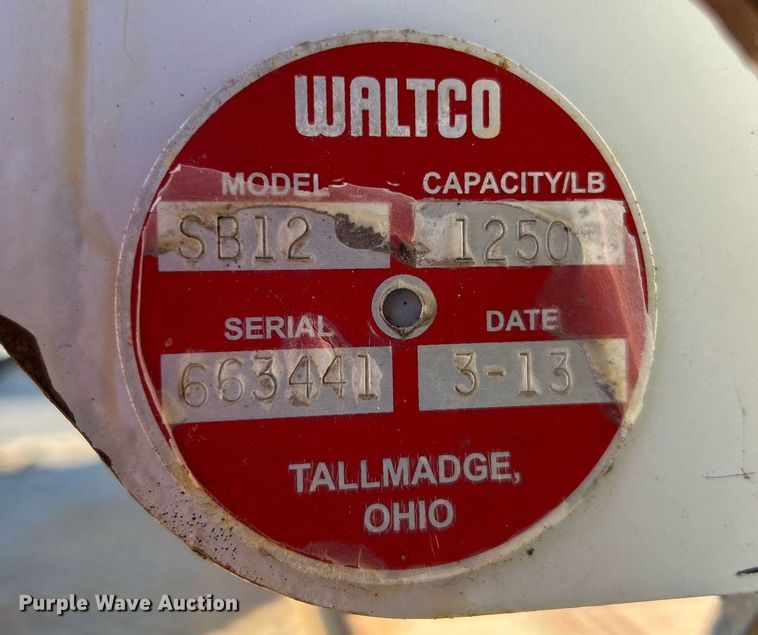 WALTCO
MODEL CAPACITY/LB
SB12 1250
SERIAL DATE
663441 3-13
TALLMADGE,
OHIO
Purple Wave Auction